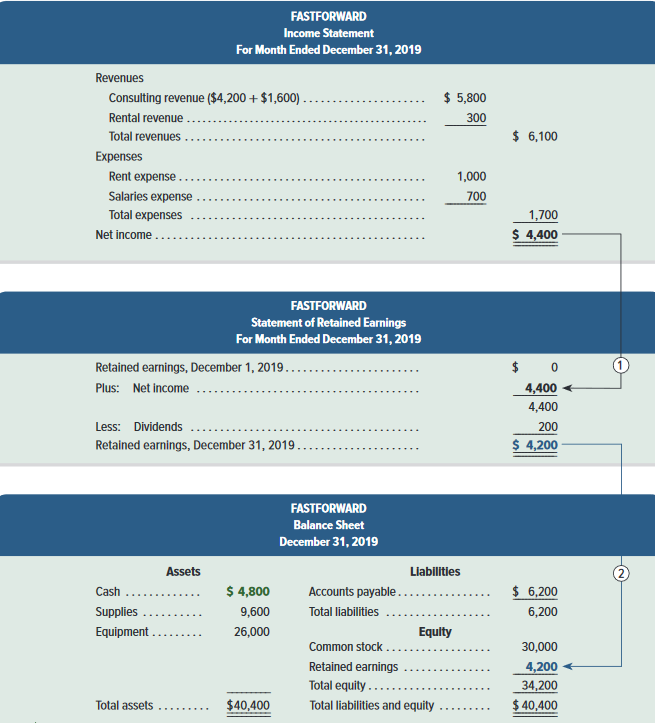 FASTFORWARD
Income Statement
For Month Ended December 31, 2019
Revenues
Consulting revenue ($4,200 + $1,600) . . . . . . . . . . . . . . . . . . . . . $ 5,800
Rental revenue . . . . . . . . . . . . . . . . . . . . . . . . . . . . . . . . . . . . . . . . 300
Total revenues . . . . . . . . . . . . . . . . . . . . . . . . . . . . . . . . . . . . . . . . $ 6,100
Expenses
Rent expense . . . . . . . . . . . . . . . . . . . . . . . . . . . . . . . . . . . . . . . . . 1,000
Salaries expense . . . . . . . . . . . . . . . . . . . . . . . . . . . . . . . . . . . . . . 700
Total expenses . . . . . . . . . . . . . . . . . . . . . . . . . . . . . . . . . . . . . . . 1,700
Net income . . . . . . . . . . . . . . . . . . . . . . . . . . . . . . . . . . . . . . . . . . . . . $ 4,400
FASTFORWARD
Statement of Retained Earnings
For Month Ended December 31, 2019
1
Retained earnings, December 1, 2019 . . . . . . . . . . . . . . . . . . . . . . . $ 0
Plus: Net income . . . . . . . . . . . . . . . . . . . . . . . . . . . . . . . . . . . . . 4,400
4,400
Less: Dividends . . . . . . . . . . . . . . . . . . . . . . . . . . . . . . . . . . . . . . 200
Retained earnings, December 31, 2019 . . . . . . . . . . . . . . . . . . . . . $ 4,200
FASTFORWARD
Balance Sheet
December 31, 2019
Assets Liabilities 2
Cash . . . . . . . . . . . . . $ 4,800 Accounts payable . . . . . . . . . . . . . . . . $ 6,200
Supplies . . . . . . . . . . 9,600 Total liabilities . . . . . . . . . . . . . . . . . . 6,200
Equipment . . . . . . . . . 26,000 Equity
Common stock . . . . . . . . . . . . . . . . . . 30,000
Retained earnings . . . . . . . . . . . . . . . 4,200
Total equity . . . . . . . . . . . . . . . . . . . . . 34,200
Total assets . . . . . . . . . $40,400 Total liabilities and equity . . . . . . . . . $ 40,400